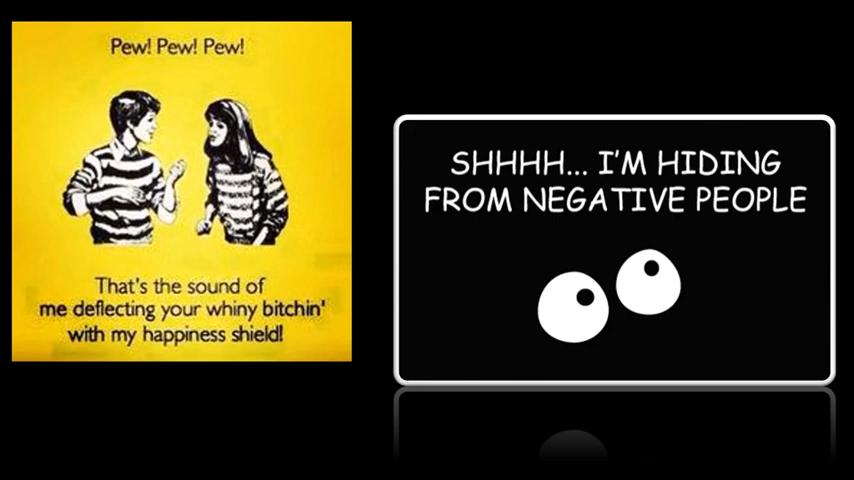 Pew! Pew! Pew!
That's the sound of
me deflecting your whiny bitchin'
with my happiness shield!
SHHHH... I'M HIDING
FROM NEGATIVE PEOPLE